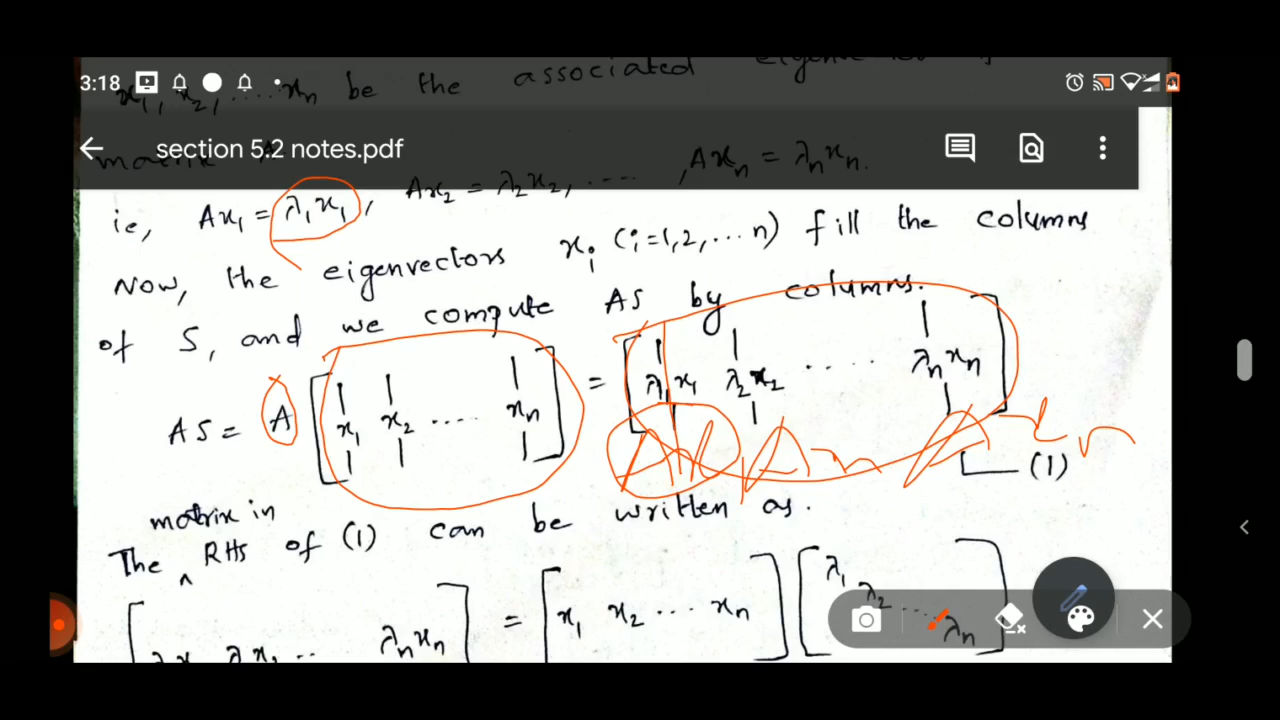 associated
3:18
x₁, x₂, .....xₙ be the
section 5.2 notes.pdf
matrix
ie, Ax₁ = λ₁x₁, Ax₂ = λ₂x₂, ..... , Axₙ = λₙxₙ.
Now, the eigenvectors xᵢ (i=1,2,...n) fill the columns
of S, and we compute AS by columns.
AS = A [x₁ x₂ .... xₙ] = [λ₁x₁ λ₂x₂ ..... λₙxₙ]
(1)
matrix in
The ^ RHS of (1) can be written as.
λₙxₙ = [x₁ x₂ ... xₙ] [λ₁ λ₂ ... λₙ]